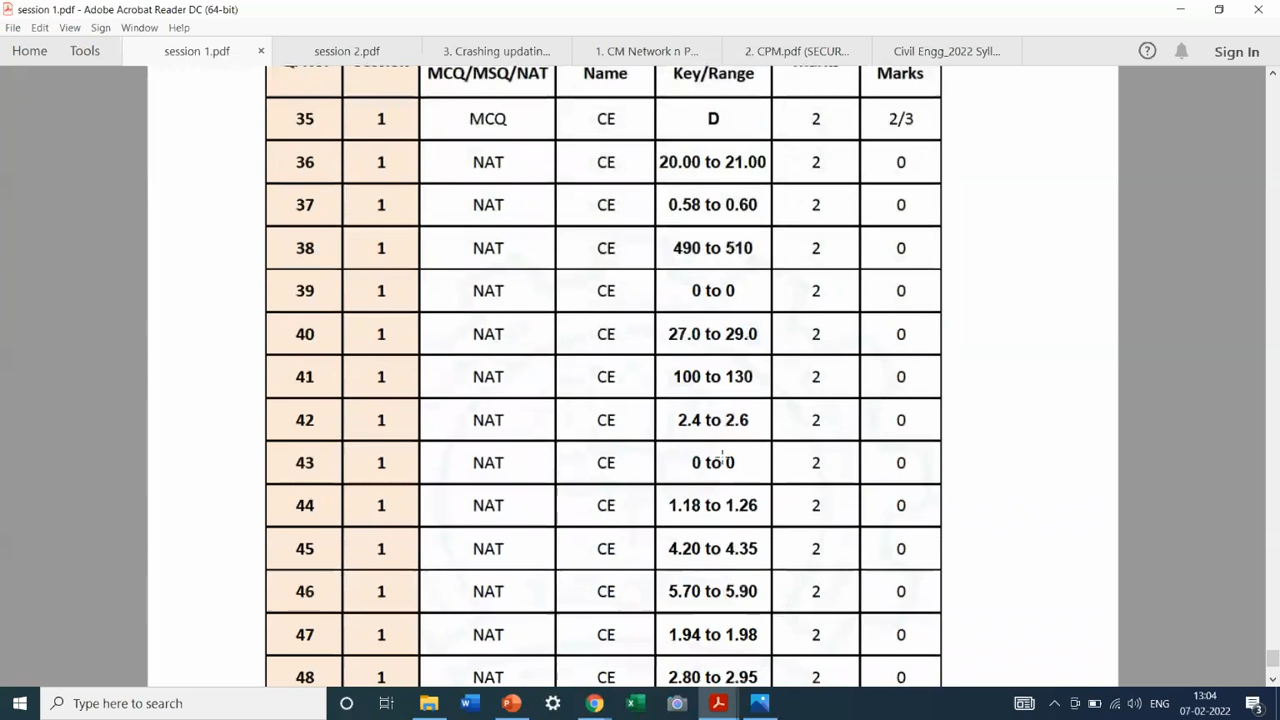 session 1.pdf - Adobe Acrobat Reader DC (64-bit)
File Edit View Sign Window Help
Home Tools session 1.pdf × session 2.pdf 3. Crashing updatin... 1. CM Network n P... 2. CPM.pdf (SECUR... Civil Engg_2022 Syll... Sign In
MCQ/MSQ/NAT Name Key/Range Marks
35 1 MCQ CE D 2 2/3
36 1 NAT CE 20.00 to 21.00 2 0
37 1 NAT CE 0.58 to 0.60 2 0
38 1 NAT CE 490 to 510 2 0
39 1 NAT CE 0 to 0 2 0
40 1 NAT CE 27.0 to 29.0 2 0
41 1 NAT CE 100 to 130 2 0
42 1 NAT CE 2.4 to 2.6 2 0
43 1 NAT CE 0 to 0 2 0
44 1 NAT CE 1.18 to 1.26 2 0
45 1 NAT CE 4.20 to 4.35 2 0
46 1 NAT CE 5.70 to 5.90 2 0
47 1 NAT CE 1.94 to 1.98 2 0
48 1 NAT CE 2.80 to 2.95 2 0
Type here to search ENG 13:04
07-02-2022 3